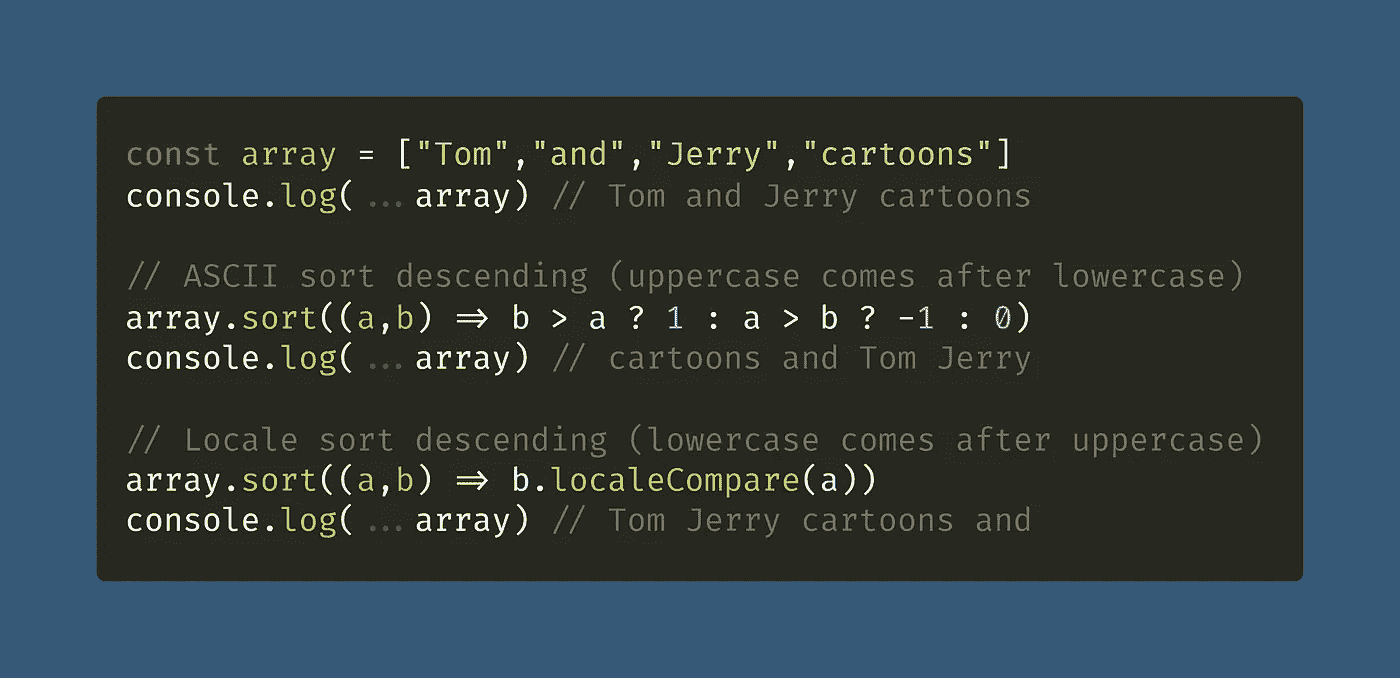 const array = ["Tom","and","Jerry","cartoons"]
console.log(...array) // Tom and Jerry cartoons
// ASCII sort descending (uppercase comes after lowercase)
array.sort((a,b) => b > a ? 1 : a > b ? -1 : 0)
console.log(...array) // cartoons and Tom Jerry
// Locale sort descending (lowercase comes after uppercase)
array.sort((a,b) => b.localeCompare(a))
console.log(...array) // Tom Jerry cartoons and